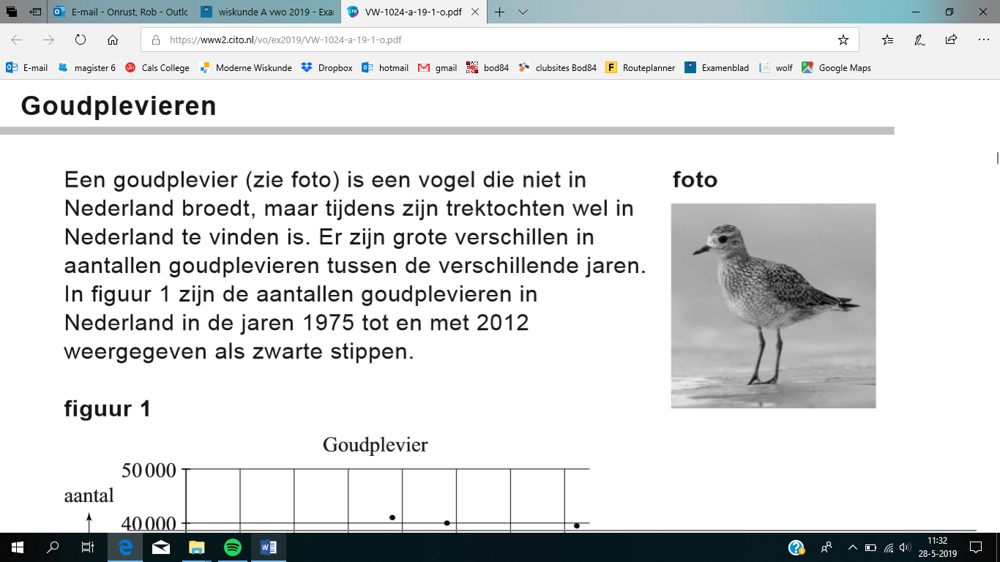 E-mail - Onrust, Rob - Outlo
wiskunde A vwo 2019 - Exa
VW-1024-a-19-1-o.pdf
https://www2.cito.nl/vo/ex2019/VW-1024-a-19-1-o.pdf
E-mail
magister 6
Cals College
Moderne Wiskunde
Dropbox
hotmail
gmail
bod84
clubsites Bod84
Routeplanner
Examenblad
wolf
Google Maps
Goudplevieren
Een goudplevier (zie foto) is een vogel die niet in
Nederland broedt, maar tijdens zijn trektochten wel in
Nederland te vinden is. Er zijn grote verschillen in
aantallen goudplevieren tussen de verschillende jaren.
In figuur 1 zijn de aantallen goudplevieren in
Nederland in de jaren 1975 tot en met 2012
weergegeven als zwarte stippen.
foto
figuur 1
Goudplevier
50 000
aantal
40 000
11:32
28-5-2019